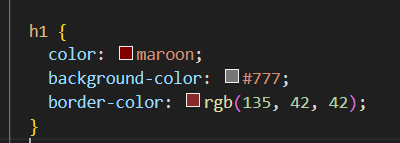 h1 {
  color: maroon;
  background-color: #777;
  border-color: rgb(135, 42, 42);
}